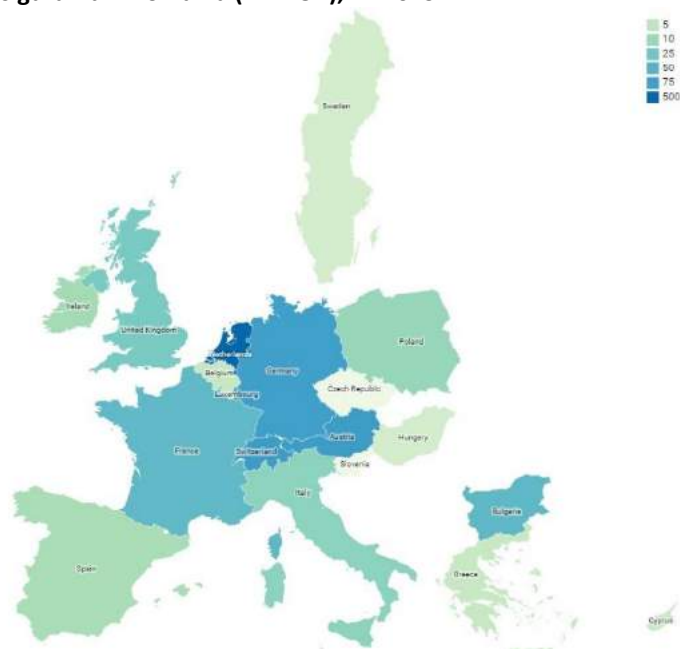 5
10
25
50
75
500
Sweden
Ireland
United Kingdom
Netherlands
Belgium
Luxembourg
Germany
Poland
Czech Republic
France
Switzerland
Austria
Hungary
Slovenia
Italy
Spain
Bulgaria
Greece
Cyprus